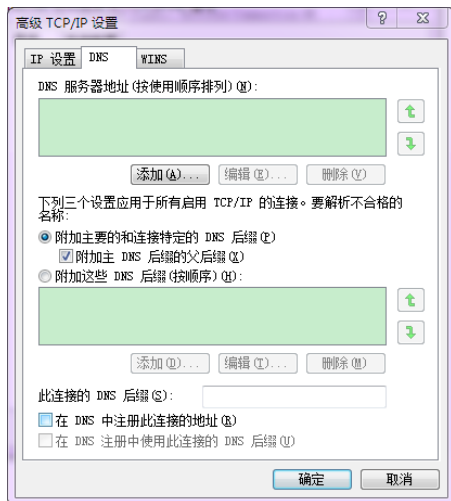 高级 TCP/IP 设置
IP 设置 DNS WINS
DNS 服务器地址(按使用顺序排列)(N):
添加(A)... 编辑(E)... 删除(V)
下列三个设置应用于所有启用 TCP/IP 的连接。要解析不合格的
名称:
附加主要的和连接特定的 DNS 后缀(P)
附加主 DNS 后缀的父后缀(X)
附加这些 DNS 后缀(按顺序)(H):
添加(D)... 编辑(T)... 删除(M)
此连接的 DNS 后缀(S):
在 DNS 中注册此连接的地址(R)
在 DNS 注册中使用此连接的 DNS 后缀(U)
确定 取消